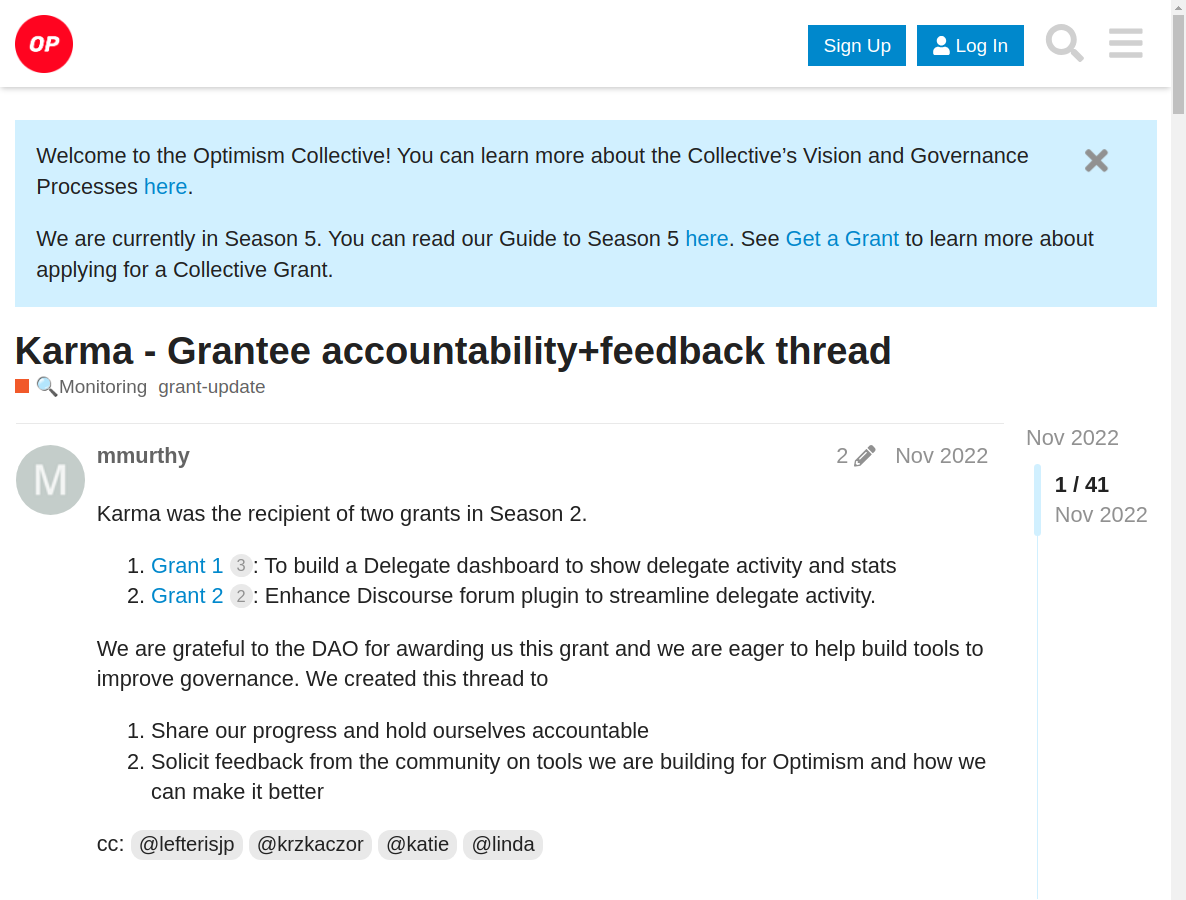 OP
Sign Up
Log In
Welcome to the Optimism Collective! You can learn more about the Collective’s Vision and Governance
Processes here.
We are currently in Season 5. You can read our Guide to Season 5 here. See Get a Grant to learn more about
applying for a Collective Grant.
Karma - Grantee accountability+feedback thread
🔍Monitoring grant-update
M
mmurthy
2
Nov 2022
Nov 2022
1 / 41
Nov 2022
Karma was the recipient of two grants in Season 2.
1. Grant 1 3: To build a Delegate dashboard to show delegate activity and stats
2. Grant 2 2: Enhance Discourse forum plugin to streamline delegate activity.
We are grateful to the DAO for awarding us this grant and we are eager to help build tools to
improve governance. We created this thread to
1. Share our progress and hold ourselves accountable
2. Solicit feedback from the community on tools we are building for Optimism and how we
can make it better
cc: @lefterisjp @krzkaczor @katie @linda